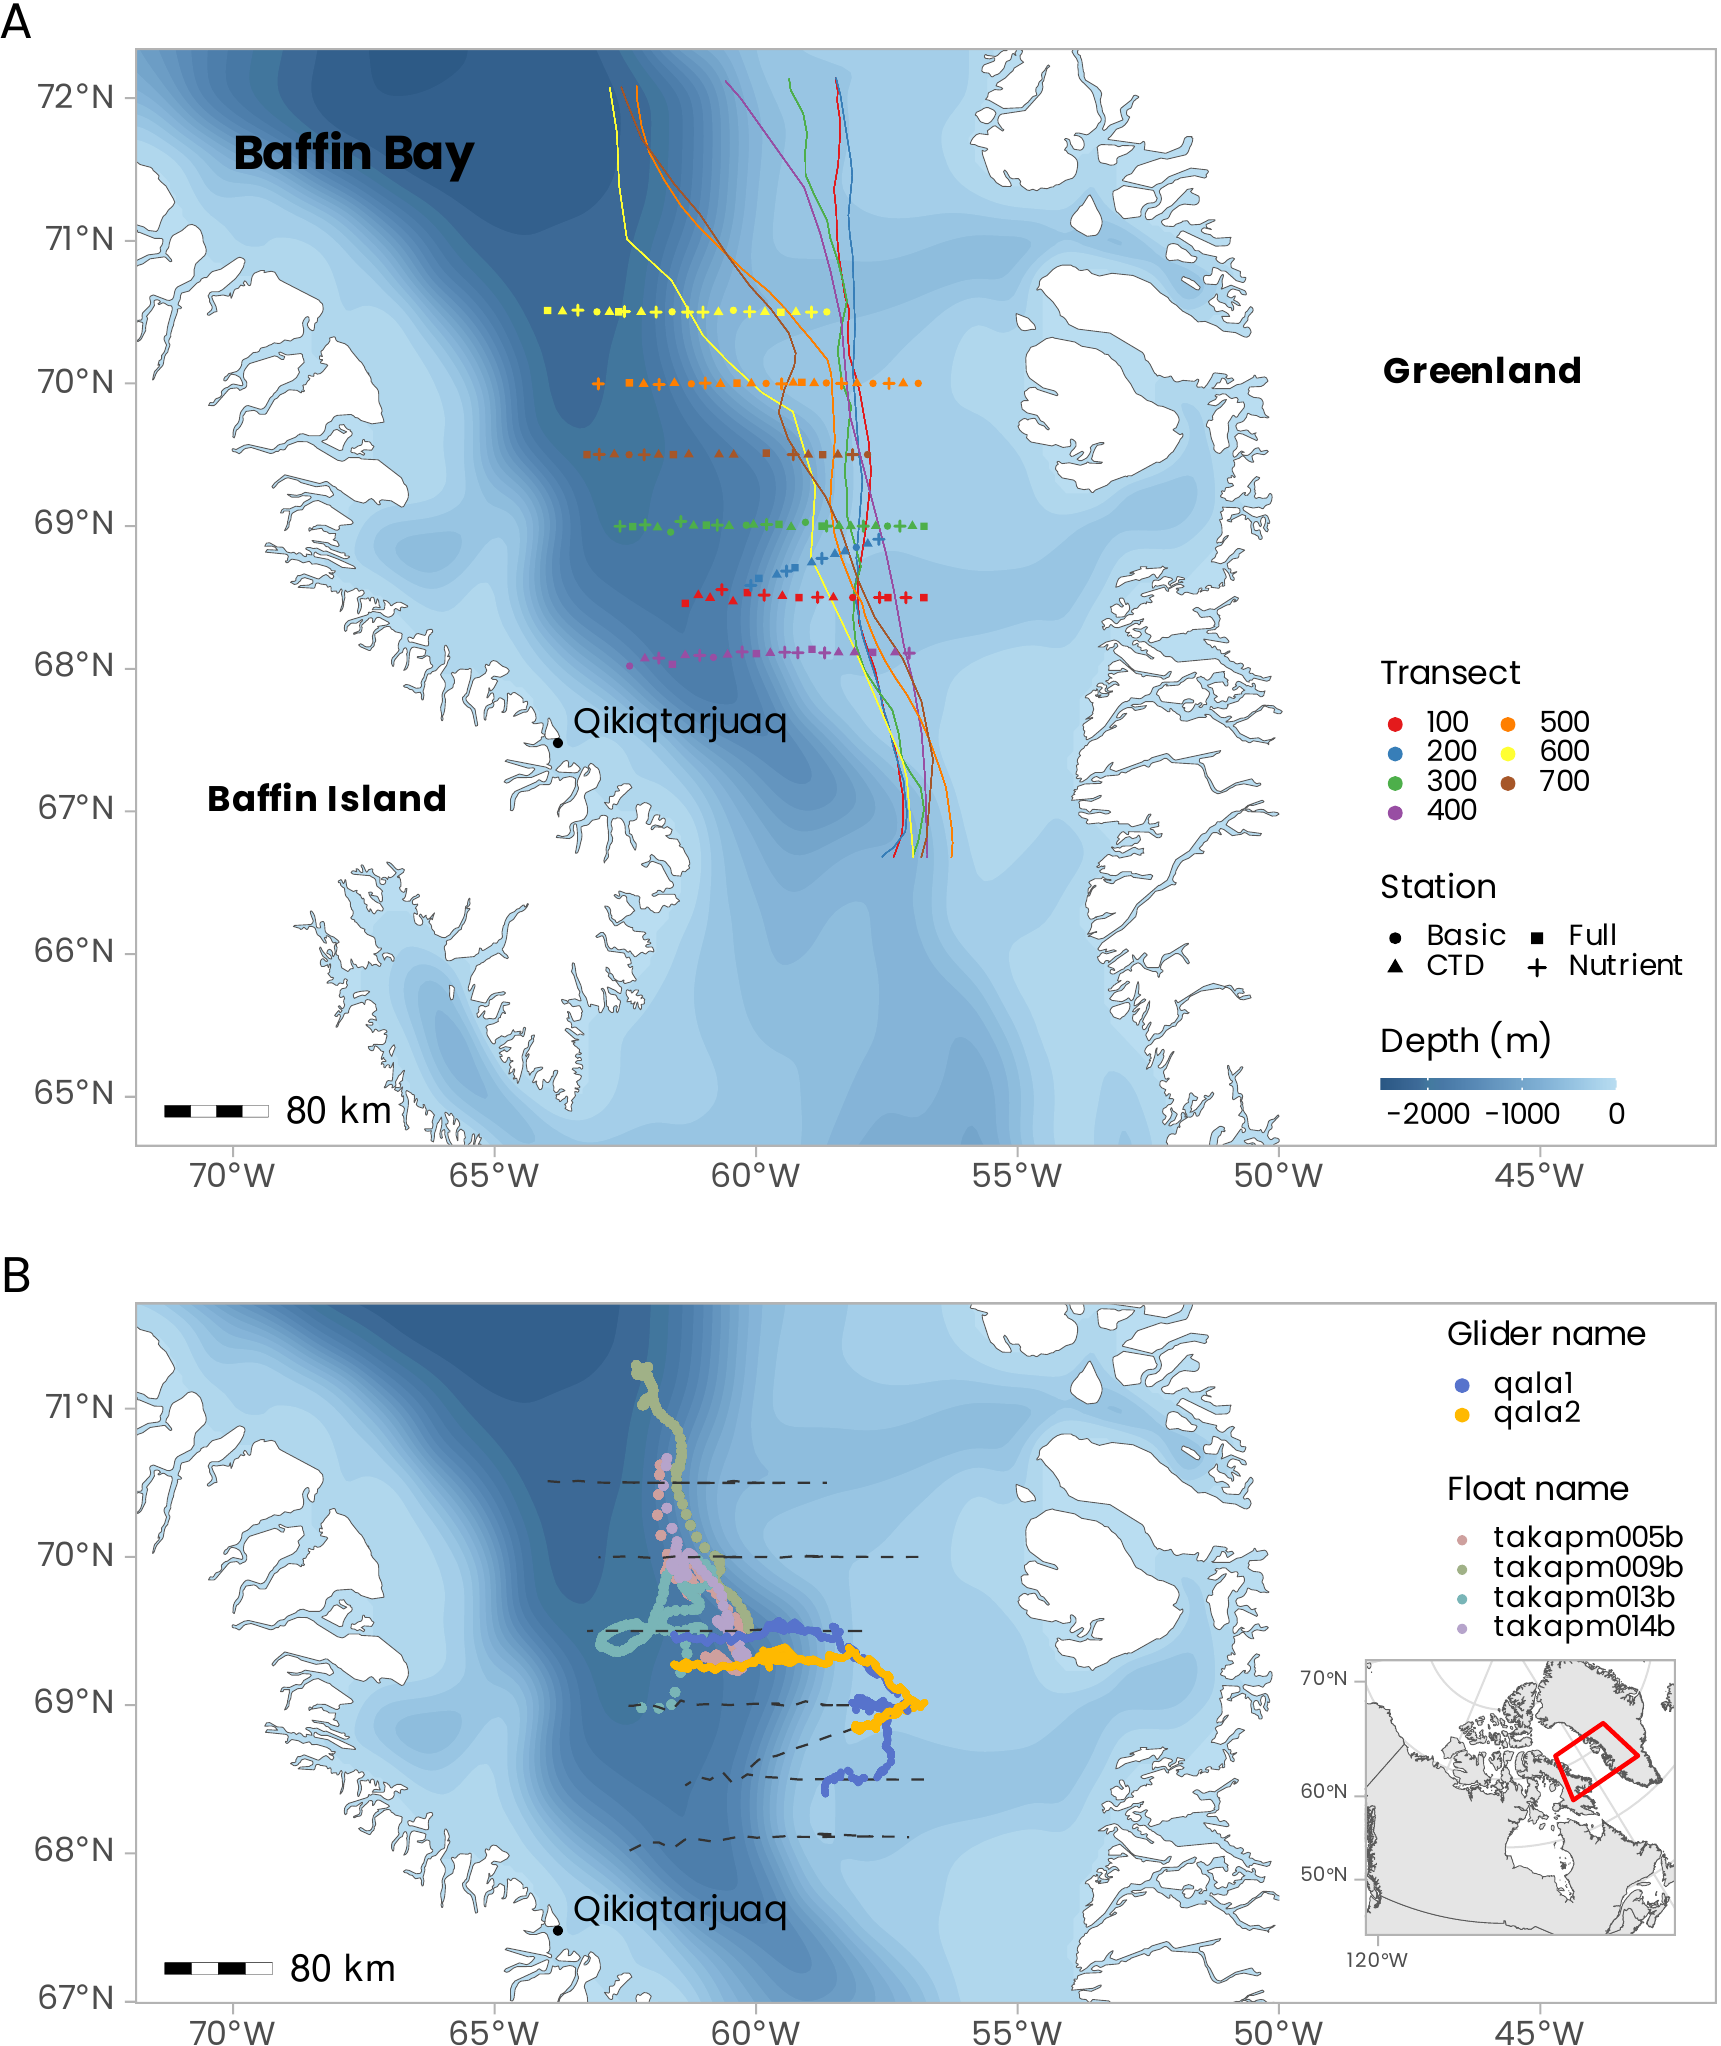 A
72°N
71°N
70°N
69°N
68°N
67°N
66°N
65°N
Baffin Bay
Greenland
Qikiqtarjuaq
Baffin Island
Transect
100 500
200 600
300 700
400
Station
Basic Full
CTD Nutrient
Depth (m)
-2000 -1000 0
80 km
70°W 65°W 60°W 55°W 50°W 45°W
B
71°N
70°N
69°N
68°N
67°N
Glider name
qala1
qala2
Float name
takapm005b
takapm009b
takapm013b
takapm014b
70°N
60°N
50°N
120°W
Qikiqtarjuaq
80 km
70°W 65°W 60°W 55°W 50°W 45°W